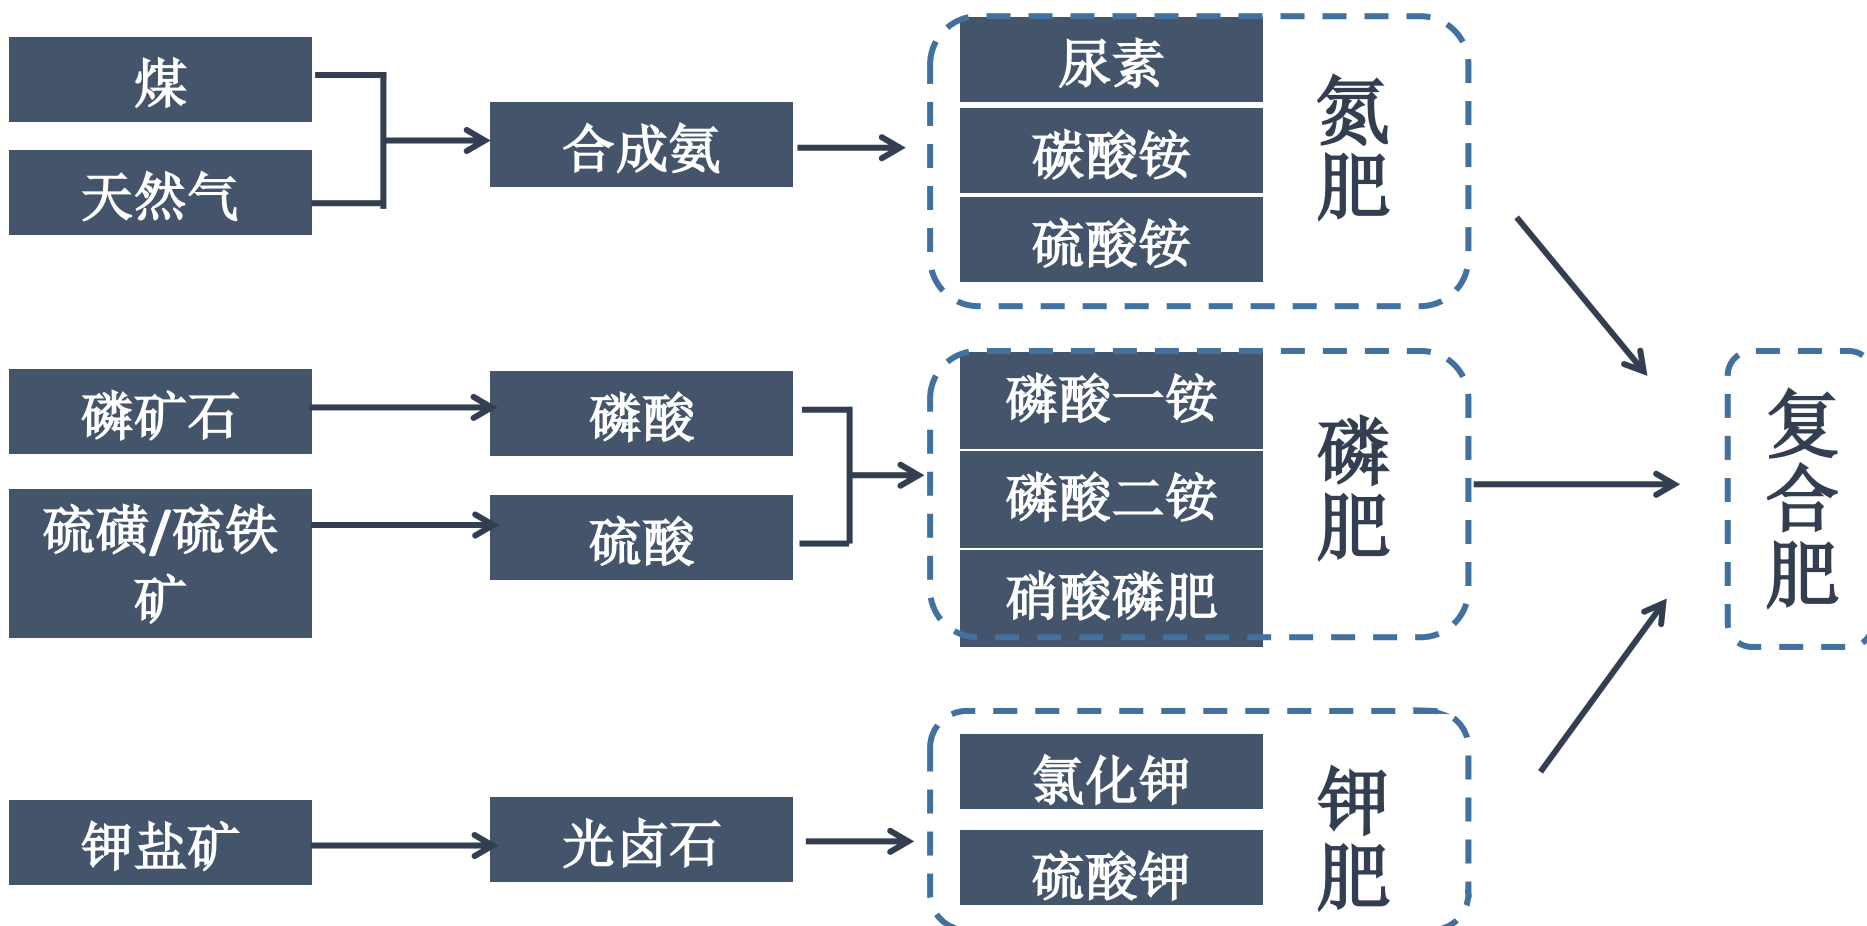 煤
天然气
合成氨
尿素
碳酸铵
硫酸铵
氮
肥
磷矿石
硫磺/硫铁
矿
磷酸
硫酸
磷酸一铵
磷酸二铵
硝酸磷肥
磷
肥
钾盐矿
光卤石
氯化钾
硫酸钾
钾
肥
复
合
肥